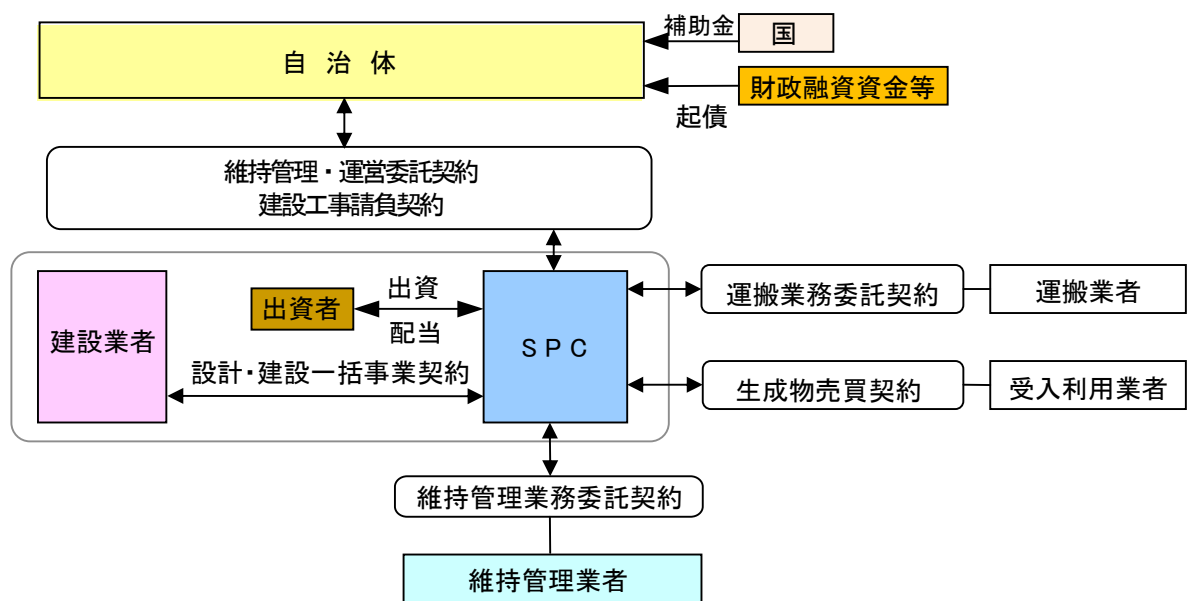 補助金
国
自 治 体
財政融資資金等
起債
維持管理・運営委託契約
建設工事請負契約
建設業者
出資者
出資
配当
設計・建設一括事業契約
ＳＰＣ
運搬業務委託契約
運搬業者
生成物売買契約
受入利用業者
維持管理業務委託契約
維持管理業者